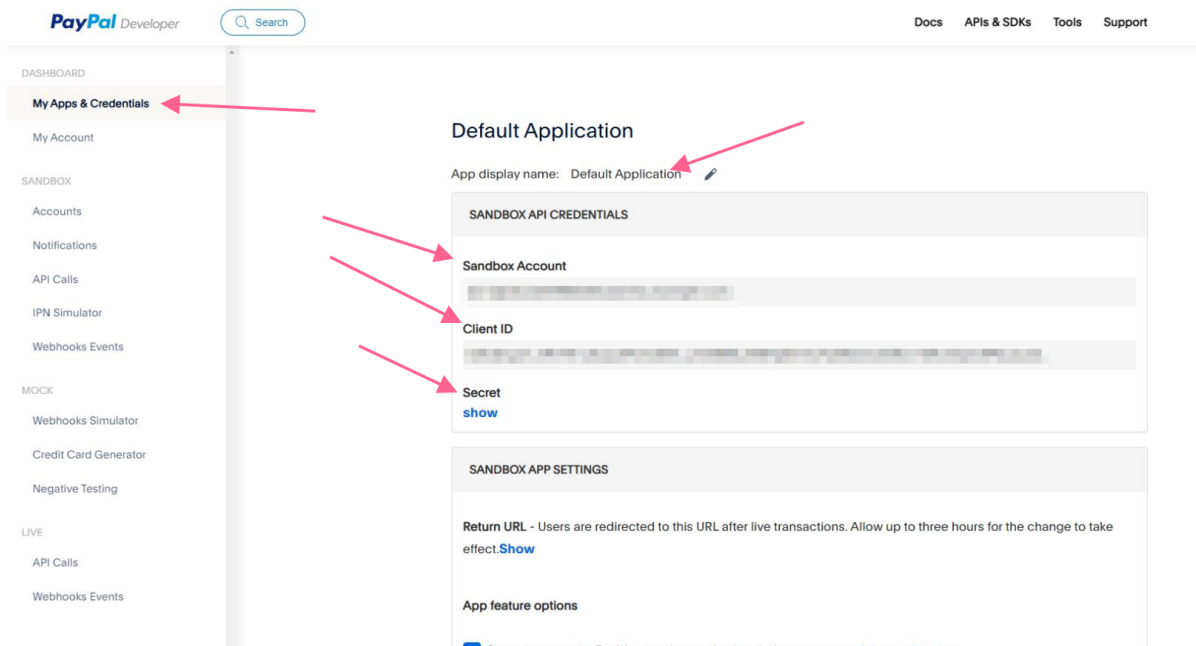 PayPal Developer
Search
Docs APIs & SDKs Tools Support
DASHBOARD
My Apps & Credentials
My Account
SANDBOX
Accounts
Notifications
API Calls
IPN Simulator
Webhooks Events
MOCK
Webhooks Simulator
Credit Card Generator
Negative Testing
LIVE
API Calls
Webhooks Events
Default Application
App display name: Default Application
SANDBOX API CREDENTIALS
Sandbox Account
Client ID
Secret
show
SANDBOX APP SETTINGS
Return URL - Users are redirected to this URL after live transactions. Allow up to three hours for the change to take
effect.Show
App feature options